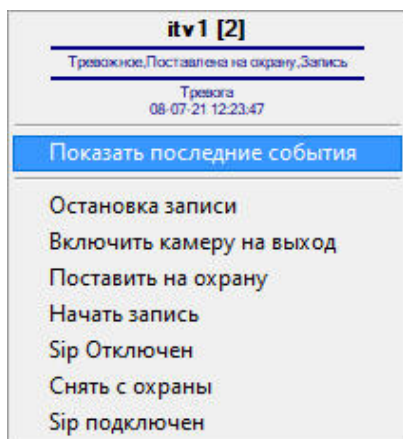 itv1 [2]
Тревожное,Поставлена на охрану,Запись
Тревога
08-07-21 12:23:47
Показать последние события
Остановка записи
Включить камеру на выход
Поставить на охрану
Начать запись
Sip Отключен
Снять с охраны
Sip подключен